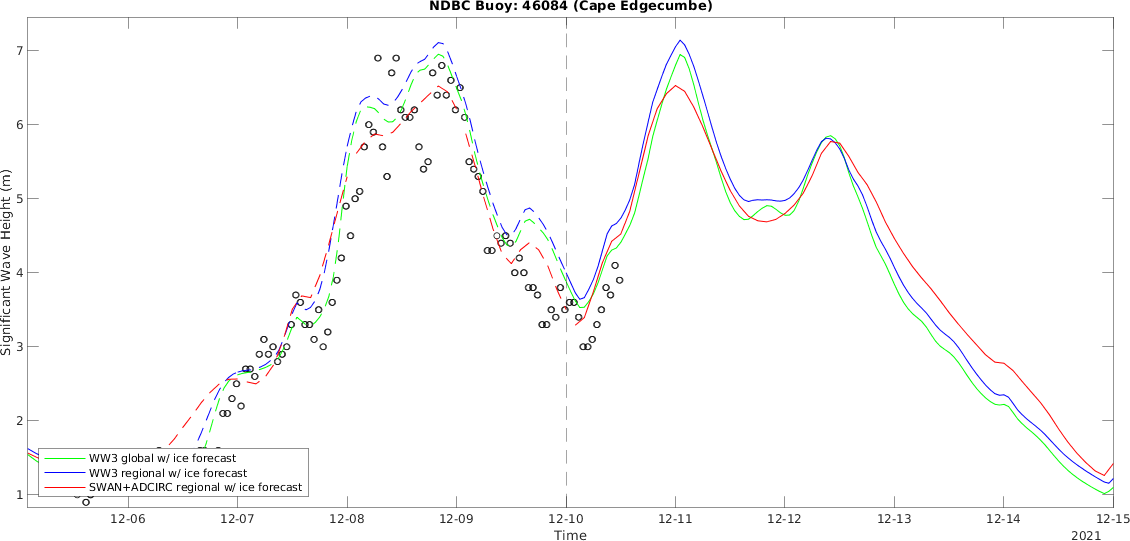 NDBC Buoy: 46084 (Cape Edgecumbe)
Significant Wave Height (m)
7
6
5
4
3
2
1
WW3 global w/ ice forecast
WW3 regional w/ ice forecast
SWAN+ADCIRC regional w/ ice forecast
12-06 12-07 12-08 12-09 12-10 12-11 12-12 12-13 12-14 12-15
Time
2021